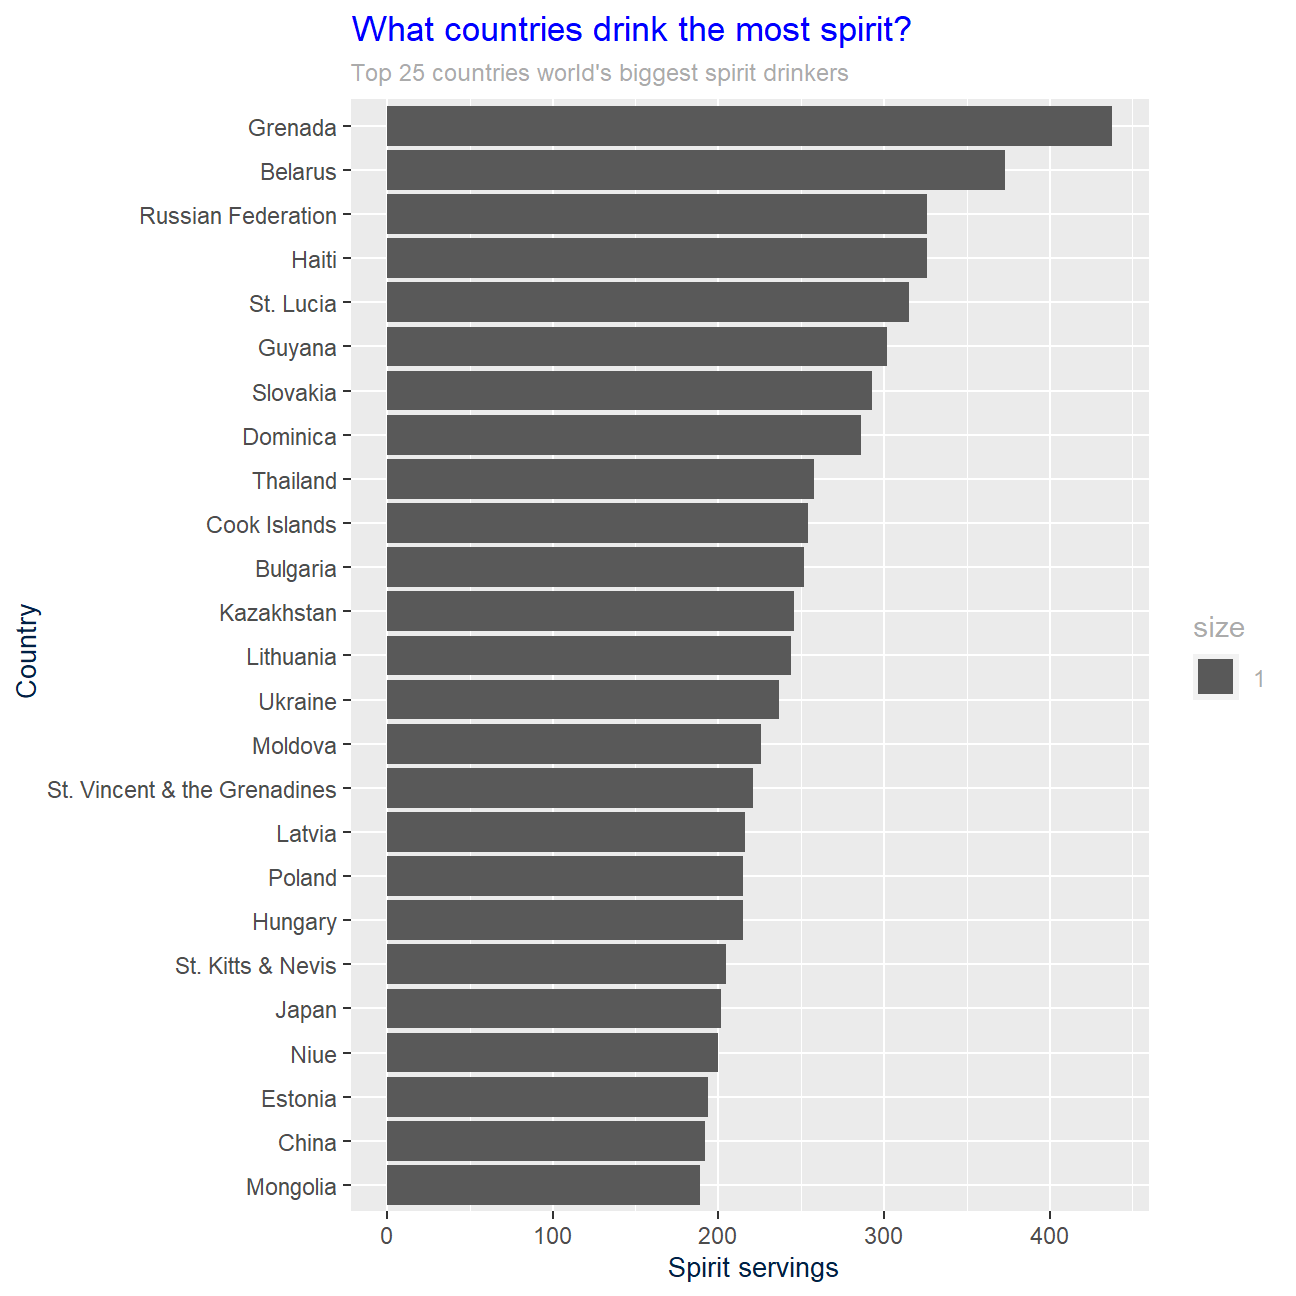 What countries drink the most spirit?
Top 25 countries world's biggest spirit drinkers
Grenada
Belarus
Russian Federation
Haiti
St. Lucia
Guyana
Slovakia
Dominica
Thailand
Cook Islands
Bulgaria
Kazakhstan
Lithuania
Ukraine
Moldova
St. Vincent & the Grenadines
Latvia
Poland
Hungary
St. Kitts & Nevis
Japan
Niue
Estonia
China
Mongolia
Country
0 100 200 300 400
Spirit servings
size
1